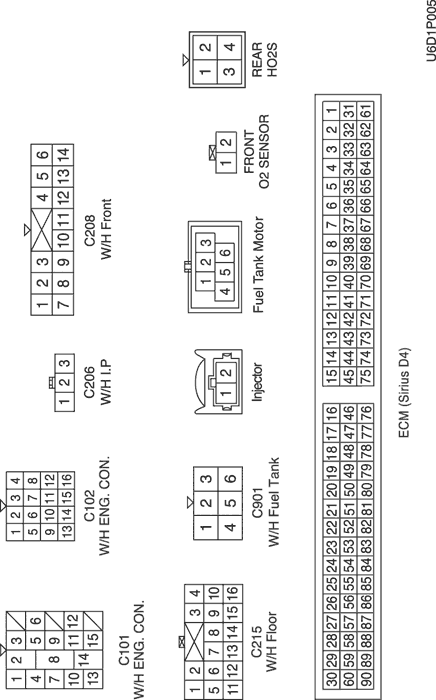 1 2 3
4 5 6
7 8 9
10 11 12
13 14 15
C101
W/H ENG. CON.
1 2 3 4
5 6 7 8
9 10 11 12
13 14 15 16
C102
W/H ENG. CON.
1 2 3
C206
W/H I.P
1 2 3 4 5 6
7 8 9 10 11 12 13 14
C208
W/H Front
1 2 3 4
5 6 7 8 9 10
11 12 13 14 15 16
C215
W/H Floor
1 2 3
4 5 6
C901
W/H Fuel Tank
1 2
Injector
1 2 3
4 5 6
Fuel Tank Motor
1 2
FRONT
O2 SENSOR
1 2
3 4
REAR
HO2S
30 29 28 27 26 25 24 23 22 21 20 19 18 17 16 15 14 13 12 11 10 9 8 7 6 5 4 3 2 1
60 59 58 57 56 55 54 53 52 51 50 49 48 47 46 45 44 43 42 41 40 39 38 37 36 35 34 33 32 31
90 89 88 87 86 85 84 83 82 81 80 79 78 77 76 75 74 73 72 71 70 69 68 67 66 65 64 63 62 61
ECM (Sirius D4)
U6D1P005